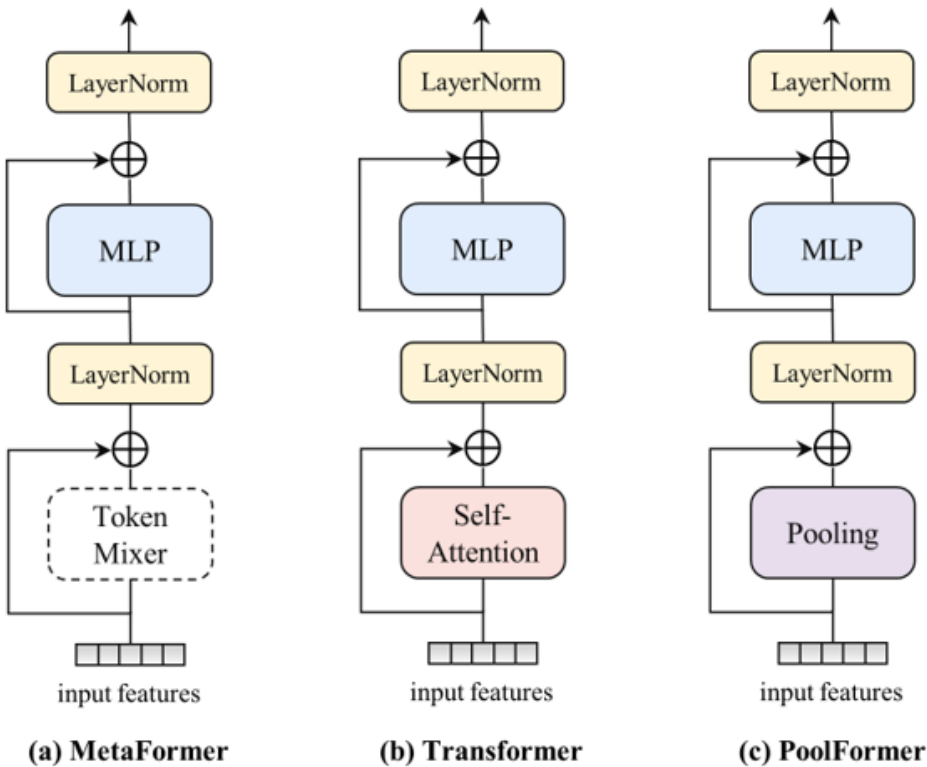 LayerNorm
MLP
LayerNorm
Token
Mixer
input features
(a) MetaFormer
LayerNorm
MLP
LayerNorm
Self-
Attention
input features
(b) Transformer
LayerNorm
MLP
LayerNorm
Pooling
input features
(c) PoolFormer